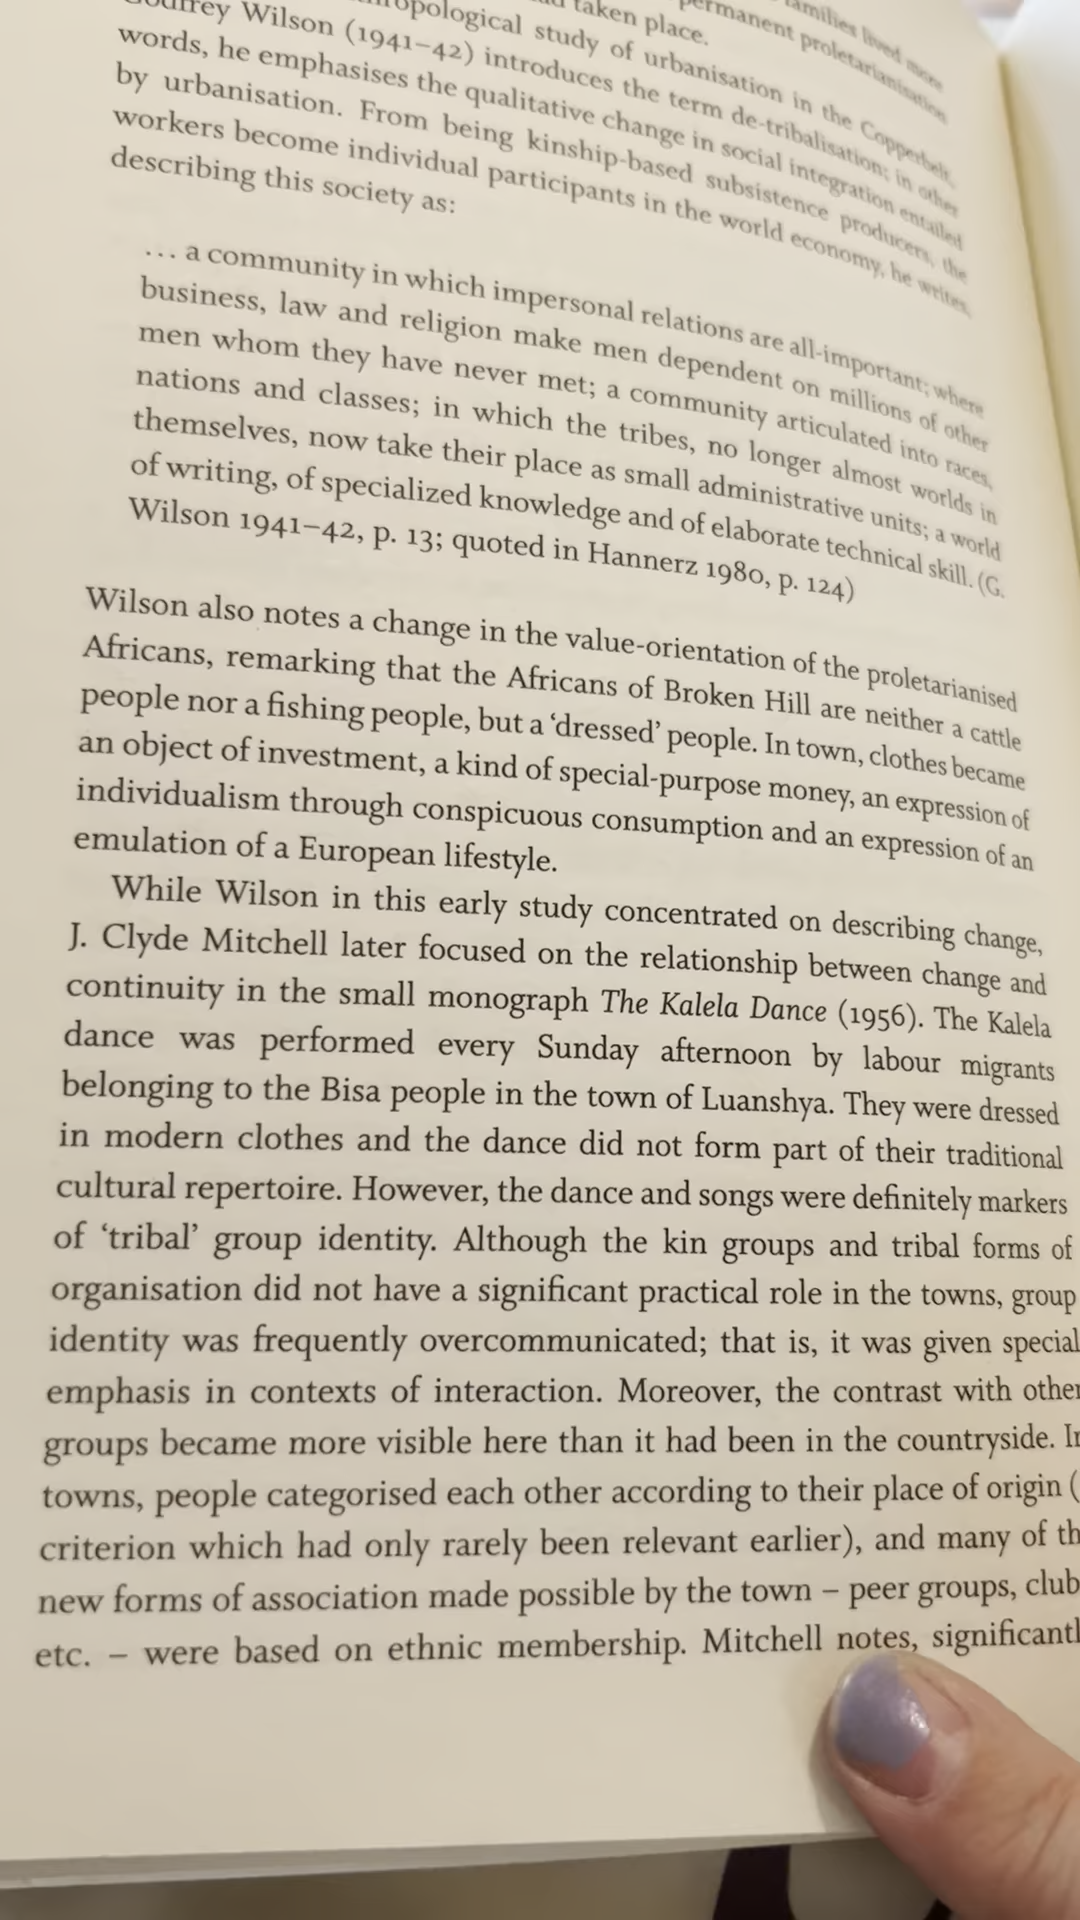 families lived more
taken place. permanent proletarianisation
study of urbanisation in the Copperbelt,
Godfrey Wilson (1941–42) introduces the term de-tribalisation; in other
words, he emphasises the qualitative change in social integration entailed
by urbanisation. From being kinship-based subsistence producers, the
workers become individual participants in the world economy, he writes,
describing this society as:
... a community in which impersonal relations are all-important; where
business, law and religion make men dependent on millions of other
men whom they have never met; a community articulated into races,
nations and classes; in which the tribes, no longer almost worlds in
themselves, now take their place as small administrative units; a world
of writing, of specialized knowledge and of elaborate technical skill. (G.
Wilson 1941–42, p. 13; quoted in Hannerz 1980, p. 124)
Wilson also notes a change in the value-orientation of the proletarianised
Africans, remarking that the Africans of Broken Hill are neither a cattle
people nor a fishing people, but a ‘dressed’ people. In town, clothes became
an object of investment, a kind of special-purpose money, an expression of
individualism through conspicuous consumption and an expression of an
emulation of a European lifestyle.
While Wilson in this early study concentrated on describing change,
J. Clyde Mitchell later focused on the relationship between change and
continuity in the small monograph The Kalela Dance (1956). The Kalela
dance was performed every Sunday afternoon by labour migrants
belonging to the Bisa people in the town of Luanshya. They were dressed
in modern clothes and the dance did not form part of their traditional
cultural repertoire. However, the dance and songs were definitely markers
of ‘tribal’ group identity. Although the kin groups and tribal forms of
organisation did not have a significant practical role in the towns, group
identity was frequently overcommunicated; that is, it was given special
emphasis in contexts of interaction. Moreover, the contrast with other
groups became more visible here than it had been in the countryside. In
towns, people categorised each other according to their place of origin (
criterion which had only rarely been relevant earlier), and many of th
new forms of association made possible by the town – peer groups, club
etc. – were based on ethnic membership. Mitchell notes, significantl